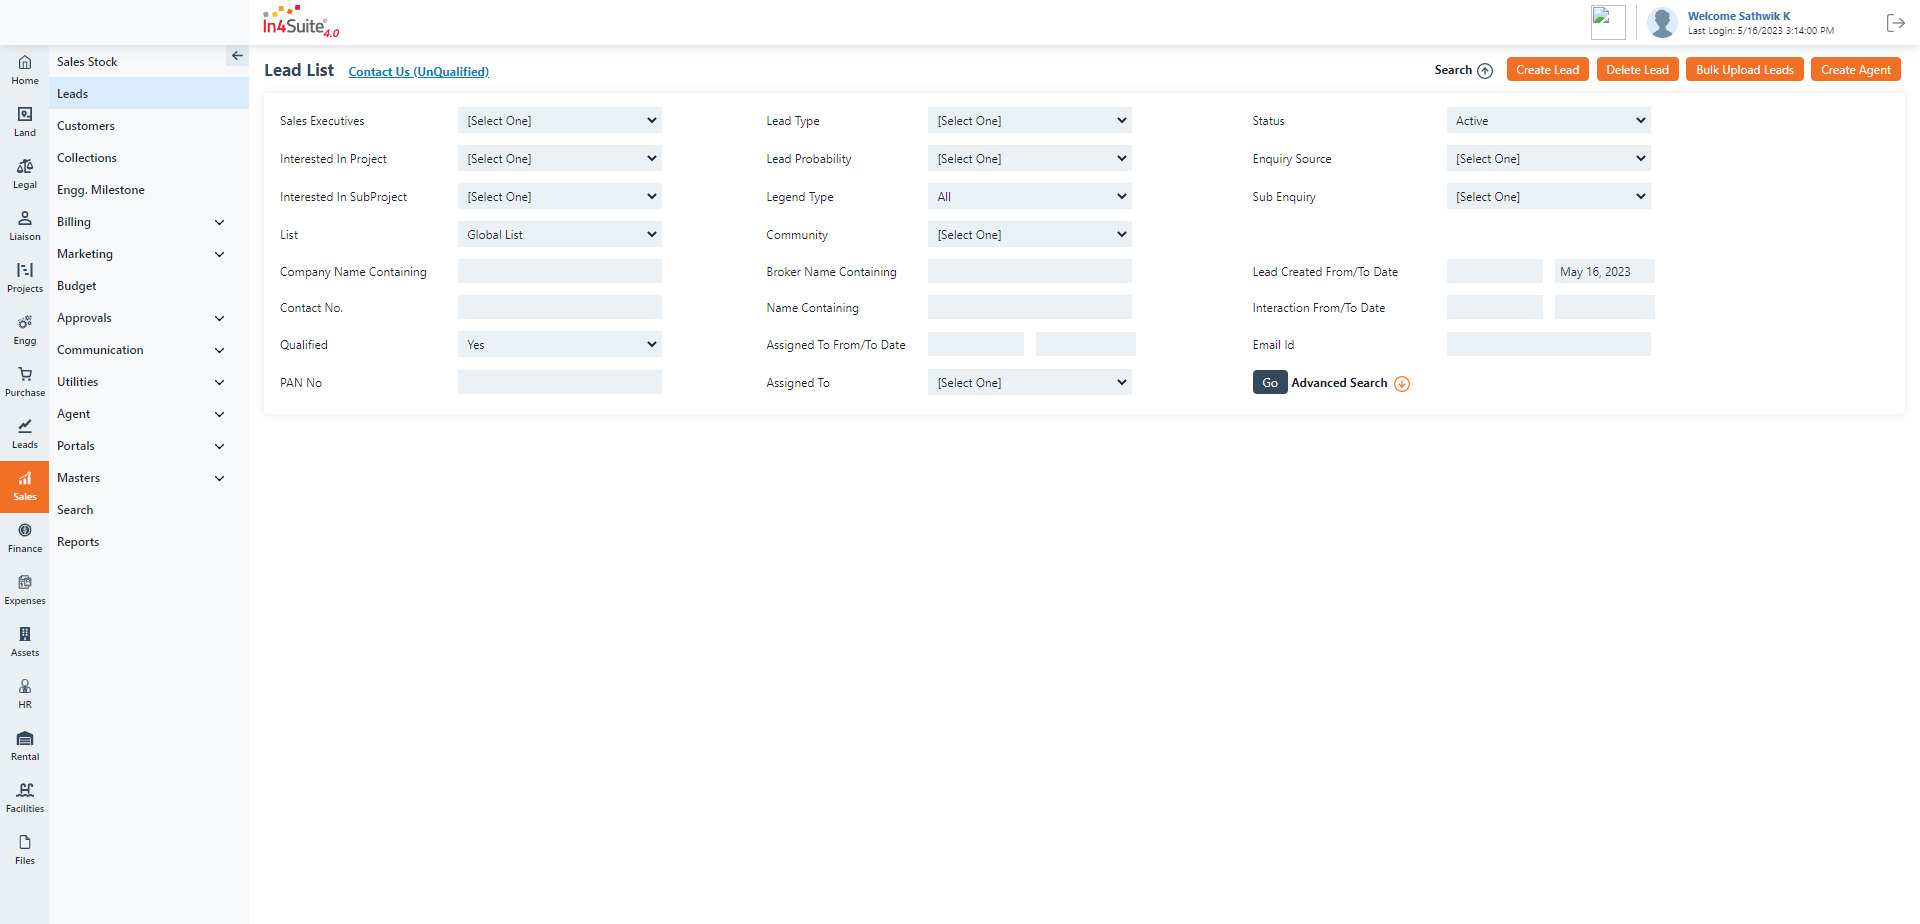 In4Suite® 4.0
Welcome Sathwik K
Last Login: 5/16/2023 3:14:00 PM
Home
Land
Legal
Liaison
Projects
Engg
Purchase
Leads
Sales
Finance
Expenses
Assets
HR
Rental
Facilities
Files
Sales Stock
Leads
Customers
Collections
Engg. Milestone
Billing
Marketing
Budget
Approvals
Communication
Utilities
Agent
Portals
Masters
Search
Reports
Lead List Contact Us (UnQualified)
Search Create Lead Delete Lead Bulk Upload Leads Create Agent
Sales Executives [Select One] Lead Type [Select One] Status Active
Interested In Project [Select One] Lead Probability [Select One] Enquiry Source [Select One]
Interested In SubProject [Select One] Legend Type All Sub Enquiry [Select One]
List Global List Community [Select One]
Company Name Containing Broker Name Containing Lead Created From/To Date May 16, 2023
Contact No. Name Containing Interaction From/To Date
Qualified Yes Assigned To From/To Date Email Id
PAN No Assigned To [Select One] Go Advanced Search